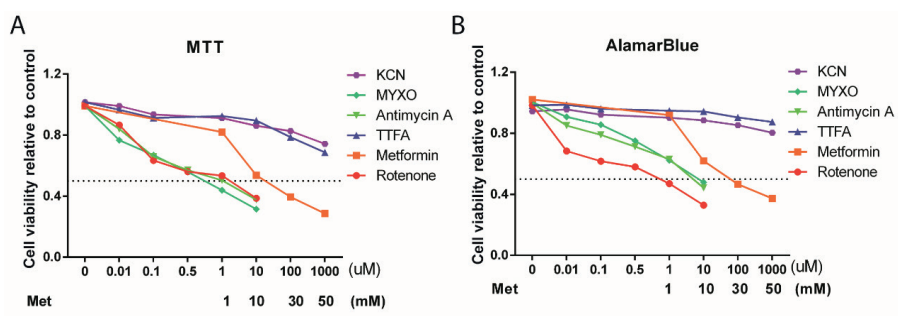 A
MTT
Cell viability relative to control
1.2
0.8
0.4
0.0
0 0.01 0.1 0.5 1 10 100 1000 (uM)
Met 1 10 30 50 (mM)
KCN
MYXO
Antimycin A
TTFA
Metformin
Rotenone
B
AlamarBlue
Cell viability relative to control
1.2
0.8
0.4
0.0
0 0.01 0.1 0.5 1 10 100 1000 (uM)
Met 1 10 30 50 (mM)
KCN
MYXO
Antimycin A
TTFA
Metformin
Rotenone